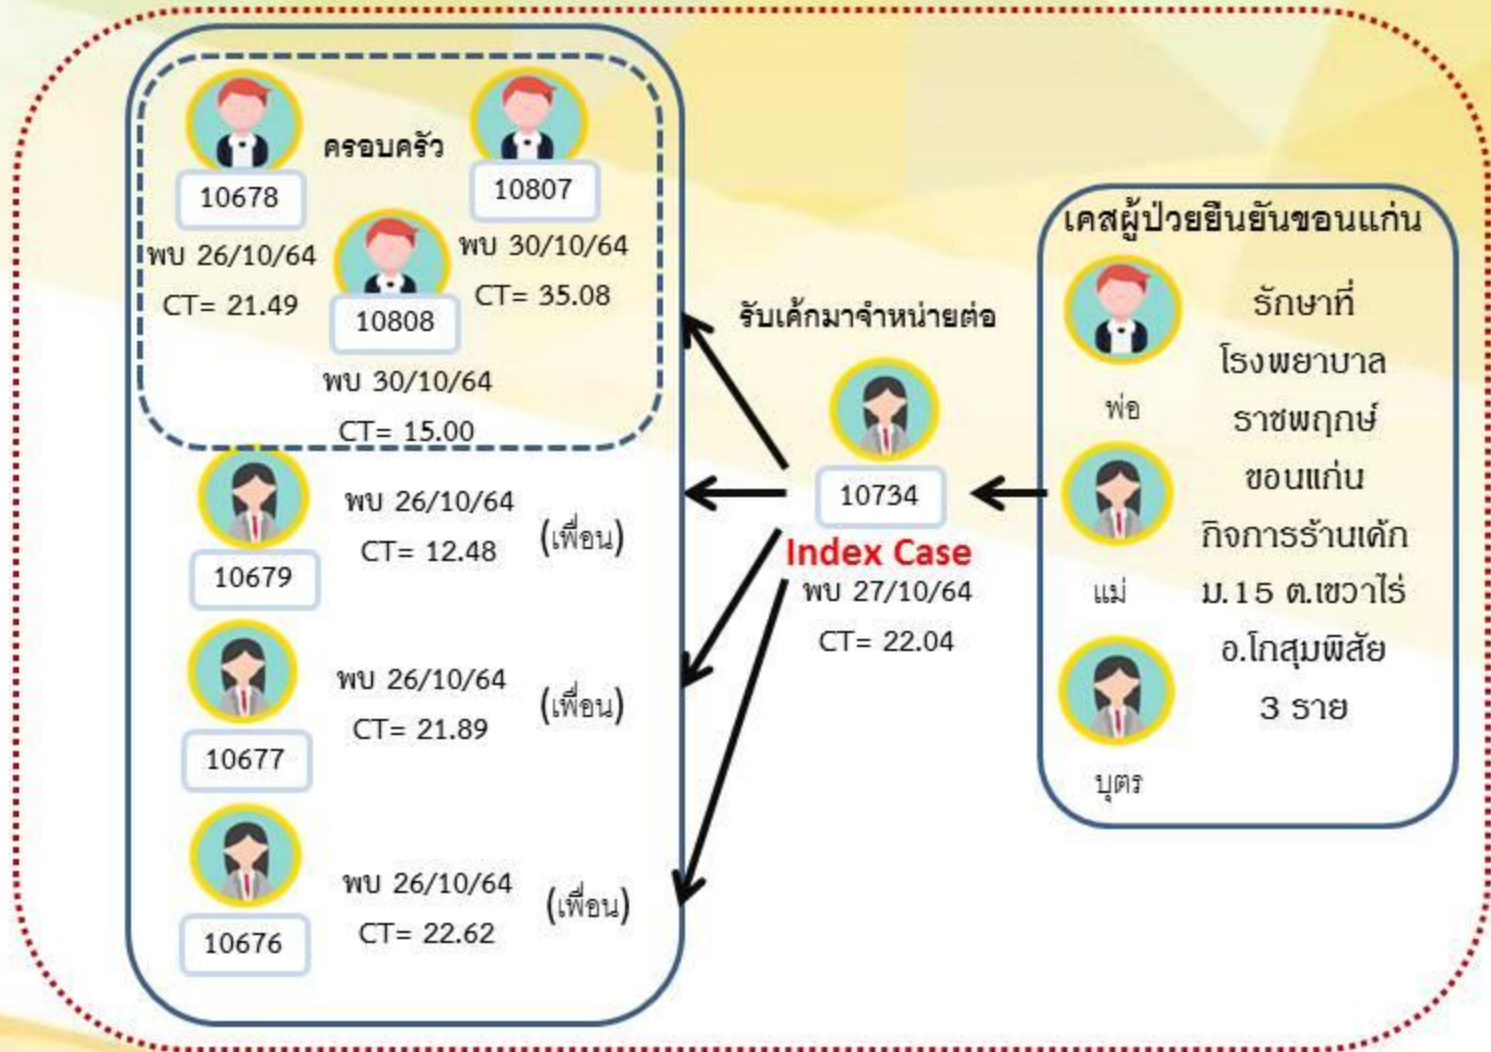 ครอบครัว
10678
พบ 26/10/64
CT= 21.49
10807
พบ 30/10/64
CT= 35.08
10808
พบ 30/10/64
CT= 15.00
10679
พบ 26/10/64
CT= 12.48
(เพื่อน)
10677
พบ 26/10/64
CT= 21.89
(เพื่อน)
10676
พบ 26/10/64
CT= 22.62
(เพื่อน)
รับเค้กมาจำหน่ายต่อ
10734
Index Case
พบ 27/10/64
CT= 22.04
เคสผู้ป่วยยืนยันขอนแก่น
พ่อ
แม่
บุตร
รักษาที่
โรงพยาบาล
ราชพฤกษ์
ขอนแก่น
กิจการร้านเค้ก
ม.15 ต.เขวาไร่
อ.โกสุมพิสัย
3 ราย